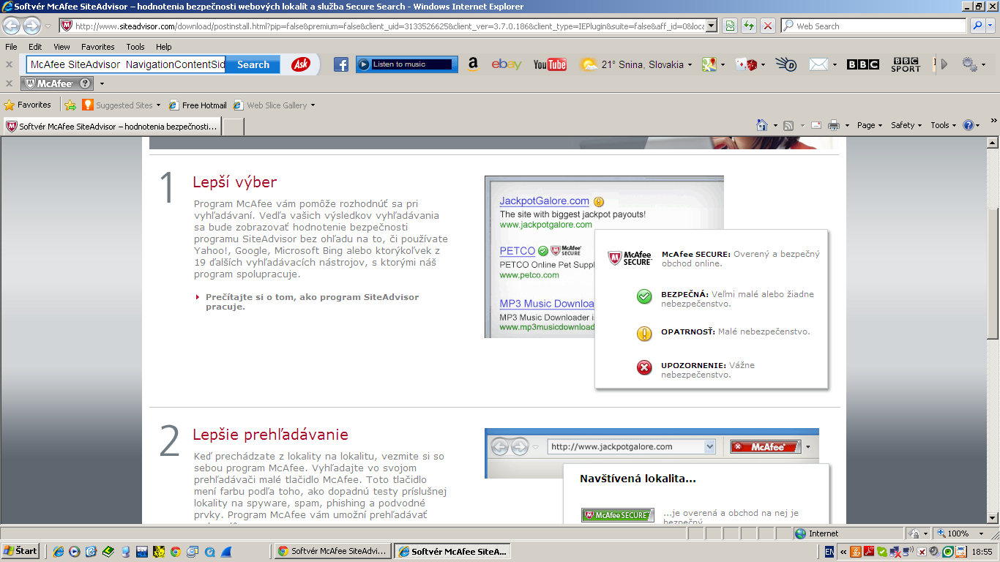 Softvér McAfee SiteAdvisor – hodnotenia bezpečnosti webových lokalít a služba Secure Search - Windows Internet Explorer
http://www.siteadvisor.com/download/postinstall.html?pip=false&premium=false&client_uid=3133526625&client_ver=3.7.0.186&client_type=IEPlugin&suite=false&aff_id=0&loca
Web Search
File Edit View Favorites Tools Help
McAfee SiteAdvisor NavigationContentSid
Search
Ask
Listen to music
a
ebay
YouTube
21° Snina, Slovakia
BBC
BBC SPORT
McAfee
Favorites
Suggested Sites
Free Hotmail
Web Slice Gallery
Softvér McAfee SiteAdvisor – hodnotenia bezpečnosti...
Page Safety Tools
1
Lepší výber
Program McAfee vám pomôže rozhodnúť sa pri
vyhľadávaní. Vedľa vašich výsledkov vyhľadávania
sa bude zobrazovať hodnotenie bezpečnosti
programu SiteAdvisor bez ohľadu na to, či používate
Yahoo!, Google, Microsoft Bing alebo ktorýkoľvek z
19 ďalších vyhľadávacích nástrojov, s ktorými náš
program spolupracuje.
Prečítajte si o tom, ako program SiteAdvisor
pracuje.
JackpotGalore.com
The site with biggest jackpot payouts!
www.jackpotgalore.com
PETCO McAfee SECURE
PETCO Online Pet Suppl
www.petco.com
MP3 Music Downloa
MP3 Music Downloader i
www.mp3musicdownload
McAfee SECURE
McAfee SECURE: Overený a bezpečný
obchod online.
BEZPEČNÁ: Veľmi malé alebo žiadne
nebezpečenstvo.
OPATRNOSŤ: Malé nebezpečenstvo.
UPOZORNENIE: Vážne
nebezpečenstvo.
2
Lepšie prehľadávanie
Keď prechádzate z lokality na lokalitu, vezmite si so
sebou program McAfee. Vyhľadajte vo svojom
prehľadávači malé tlačidlo McAfee. Toto tlačidlo
mení farbu podľa toho, ako dopadnú testy príslušnej
lokality na spyware, spam, phishing a podvodné
prvky. Program McAfee vám umožní prehľadávať
http://www.jackpotgalore.com
McAfee
Navštívená lokalita...
McAfee SECURE
...je overená a obchod na nej je
bezpečný
Internet
100%
Štart
Softvér McAfee SiteAdvi...
Softvér McAfee SiteA...
EN
18:55